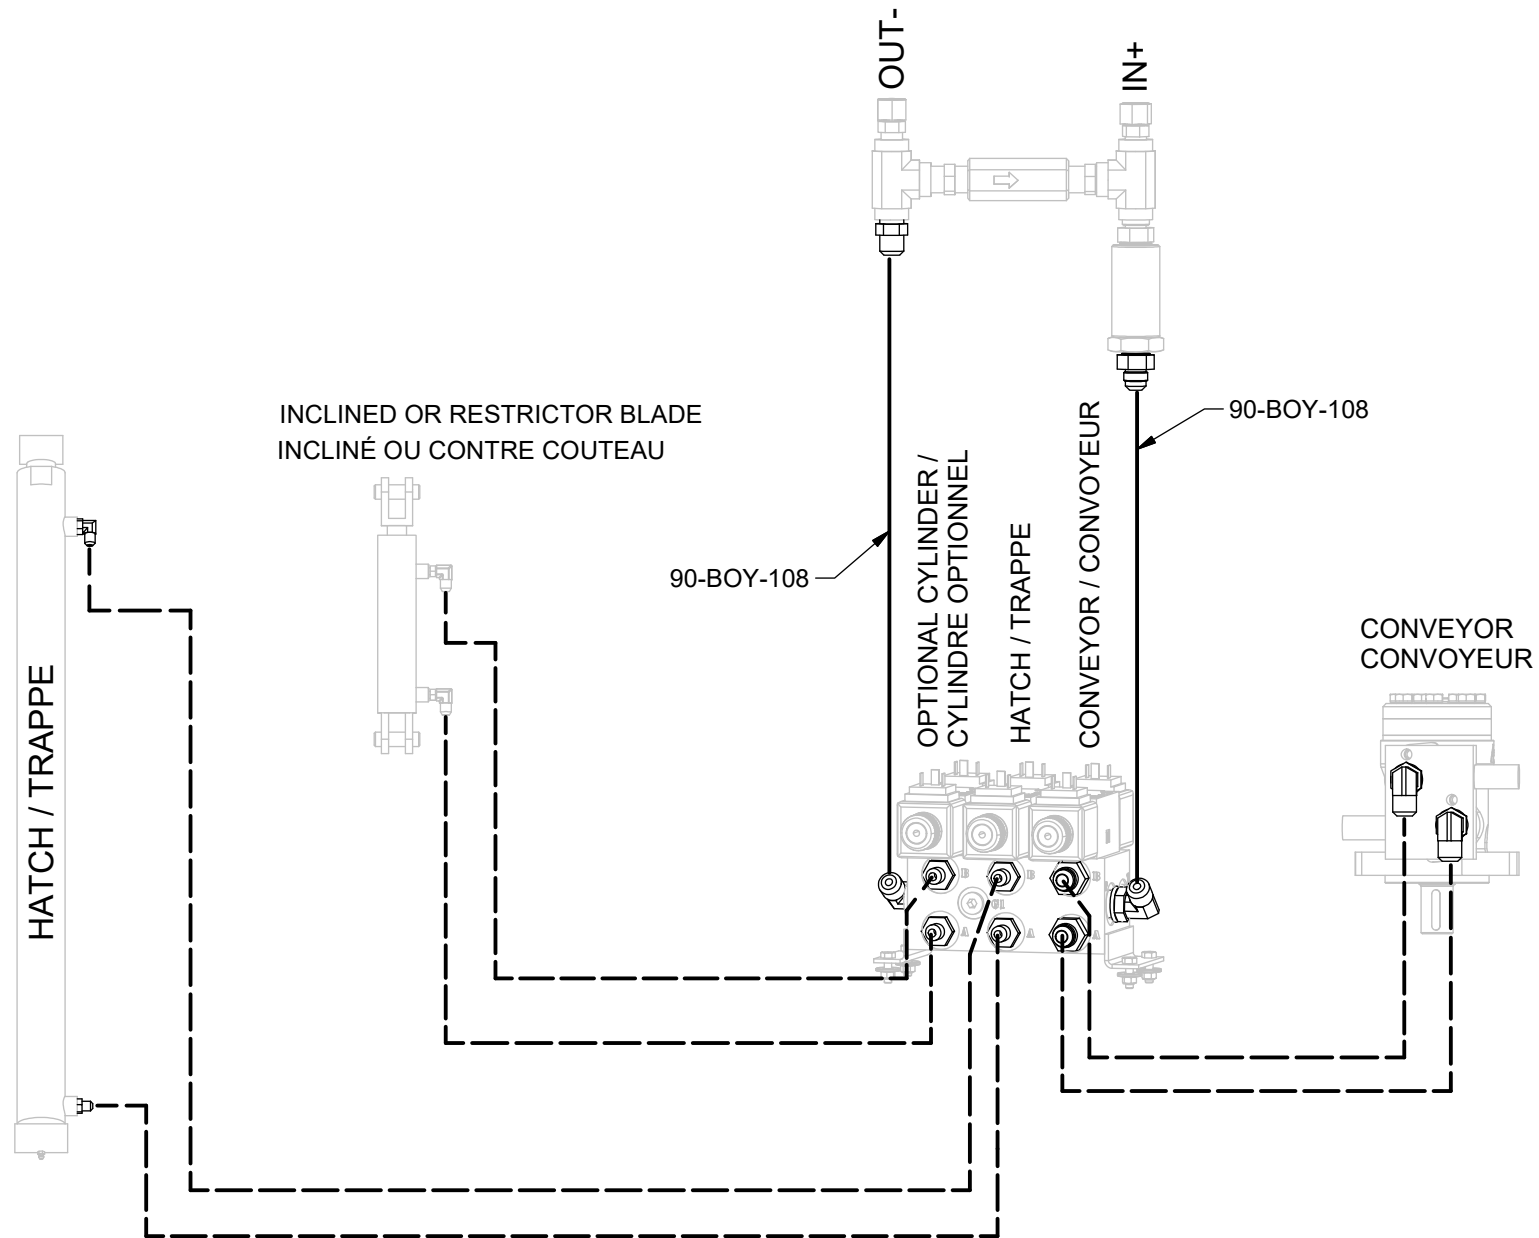 OUT-
IN+
INCLINED OR RESTRICTOR BLADE
INCLINÉ OU CONTRE COUTEAU
90-BOY-108
90-BOY-108
OPTIONAL CYLINDER /
CYLINDRE OPTIONNEL
HATCH / TRAPPE
CONVEYOR / CONVOYEUR
CONVEYOR
CONVOYEUR
HATCH / TRAPPE
B
B
B
G1
A
A
A
C
C